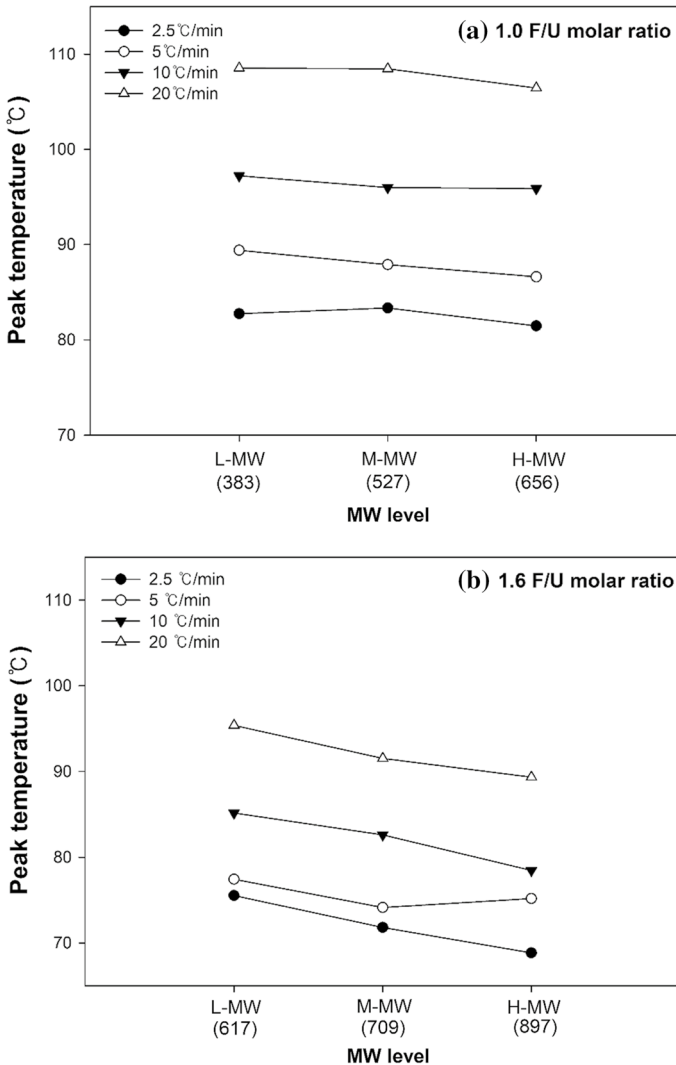 (a) 1.0 F/U molar ratio
2.5℃/min
5℃/min
10℃/min
20℃/min
Peak temperature (℃)
110
100
90
80
70
L-MW
(383)
M-MW
(527)
H-MW
(656)
MW level
(b) 1.6 F/U molar ratio
2.5 ℃/min
5 ℃/min
10 ℃/min
20 ℃/min
Peak temperature (℃)
110
100
90
80
70
L-MW
(617)
M-MW
(709)
H-MW
(897)
MW level